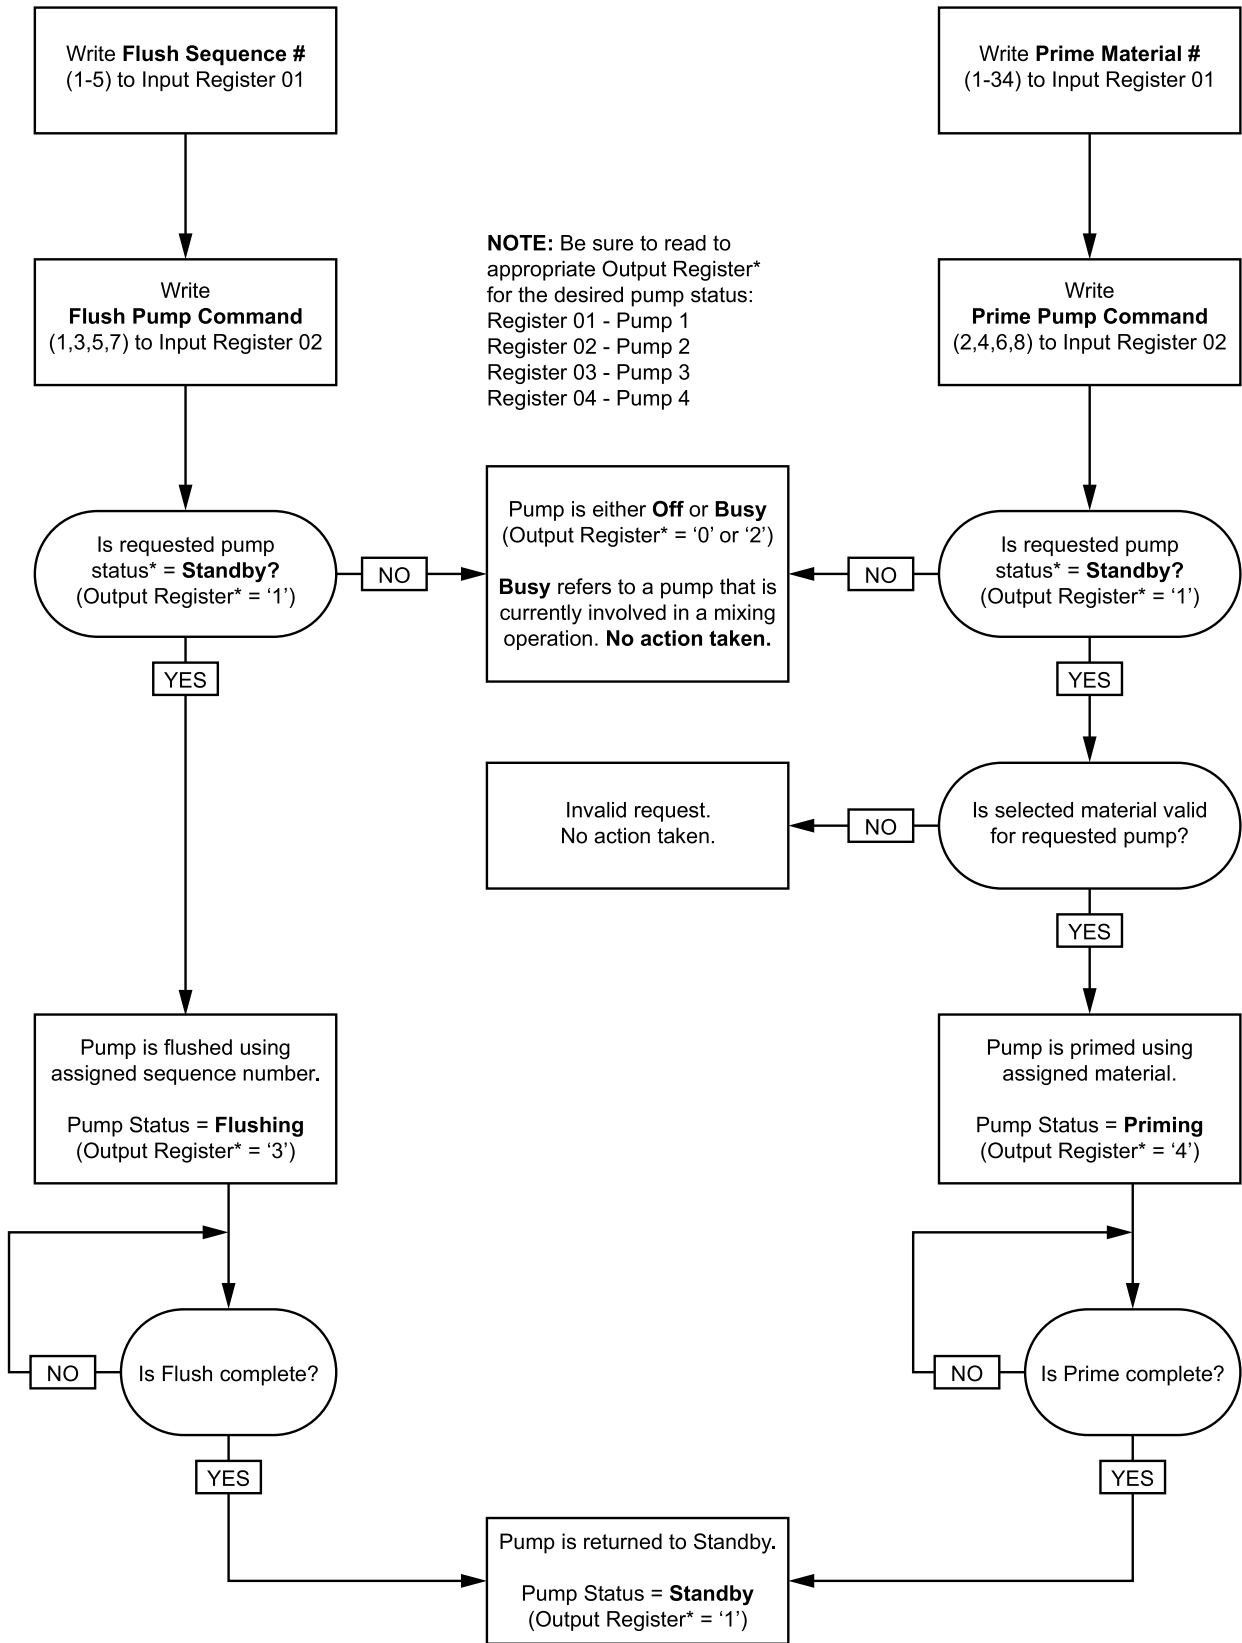 Write Flush Sequence #
(1-5) to Input Register 01
Write Prime Material #
(1-34) to Input Register 01
NOTE: Be sure to read to
appropriate Output Register*
for the desired pump status:
Register 01 - Pump 1
Register 02 - Pump 2
Register 03 - Pump 3
Register 04 - Pump 4
Write
Flush Pump Command
(1,3,5,7) to Input Register 02
Write
Prime Pump Command
(2,4,6,8) to Input Register 02
Is requested pump
status* = Standby?
(Output Register* = ‘1’)
NO
YES
Pump is either Off or Busy
(Output Register* = ‘0’ or ‘2’)
Busy refers to a pump that is
currently involved in a mixing
operation. No action taken.
NO
Is requested pump
status* = Standby?
(Output Register* = ‘1’)
YES
Invalid request.
No action taken.
NO
Is selected material valid
for requested pump?
YES
Pump is flushed using
assigned sequence number.
Pump Status = Flushing
(Output Register* = ‘3’)
Pump is primed using
assigned material.
Pump Status = Priming
(Output Register* = ‘4’)
NO
Is Flush complete?
YES
NO
Is Prime complete?
YES
Pump is returned to Standby.
Pump Status = Standby
(Output Register* = ‘1’)